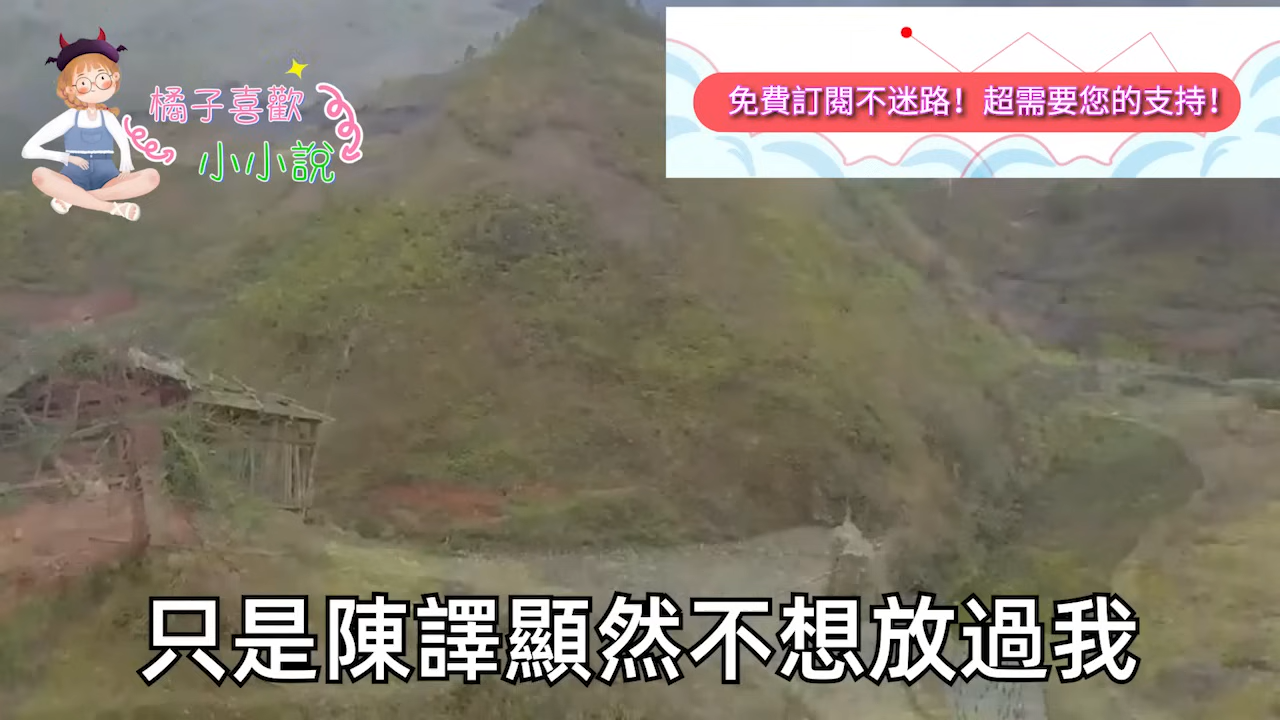 橘子喜歡
小小說
免費訂閱不迷路！超需要您的支持！
只是陳譯顯然不想放過我